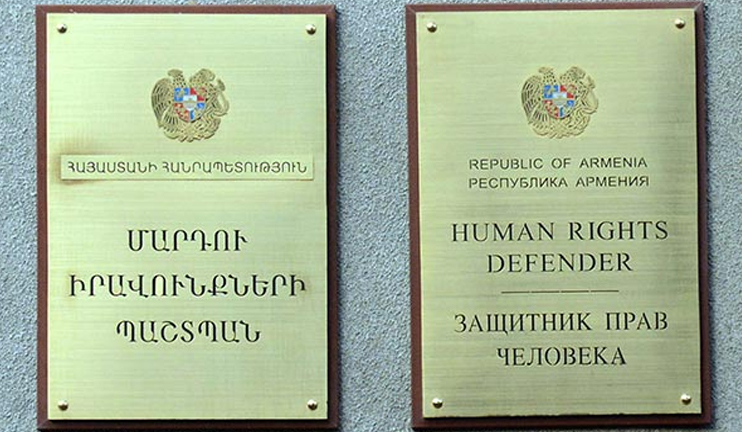 ՀԱՅԱՍՏԱՆԻ ՀԱՆՐԱՊԵՏՈՒԹՅՈՒՆ
ՄԱՐԴՈՒ
ԻՐԱՎՈՒՆՔՆԵՐԻ
ՊԱՇՏՊԱՆ
REPUBLIC OF ARMENIA
РЕСПУБЛИКА АРМЕНИЯ
HUMAN RIGHTS
DEFENDER
ЗАЩИТНИК ПРАВ
ЧЕЛОВЕКА